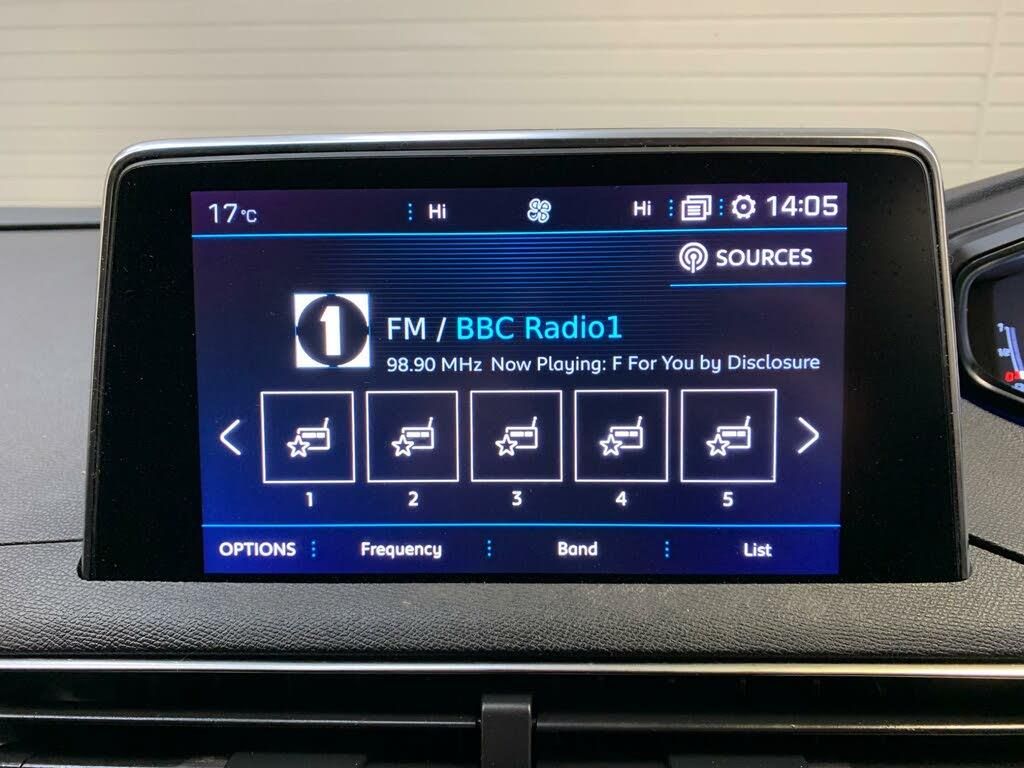 17°C Hi Hi 14:05
SOURCES
1 FM / BBC Radio1
98.90 MHz Now Playing: F For You by Disclosure
1 2 3 4 5
OPTIONS Frequency Band List